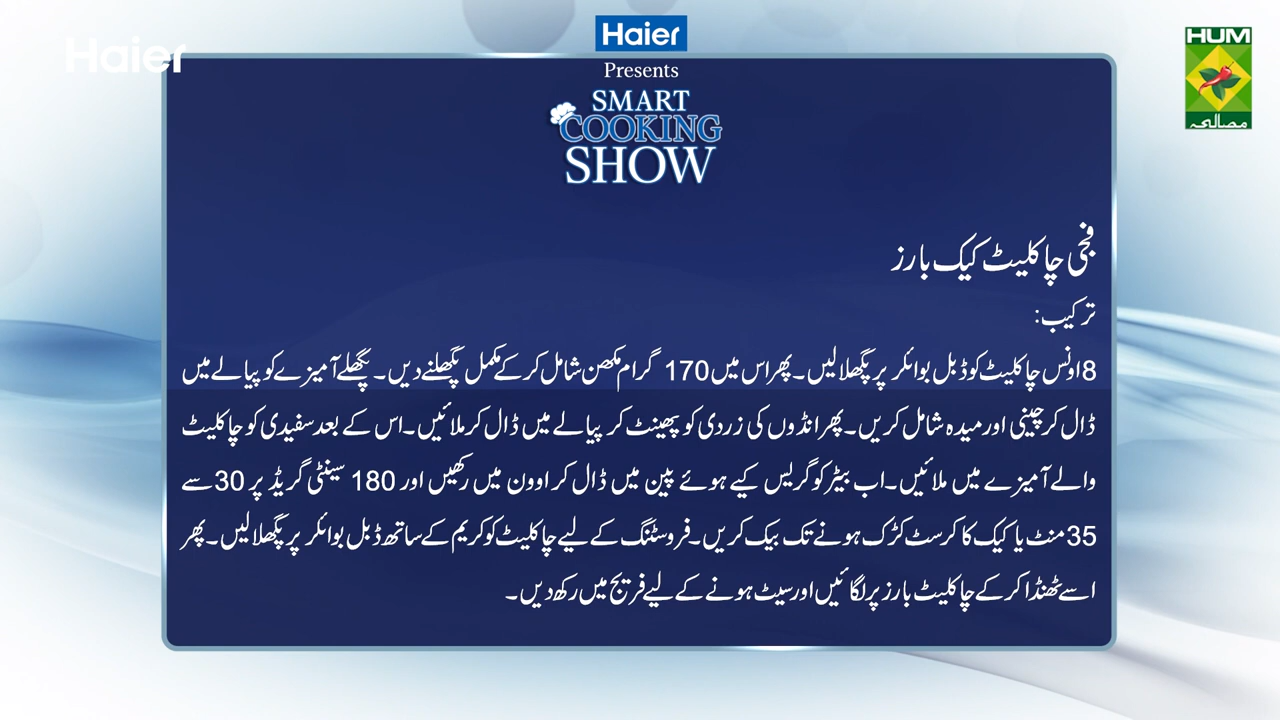 Haier
Haier
HUM
مصالحہ
Presents
SMART
COOKING
SHOW
فجی چاکلیٹ کیک بارز
ترکیب:
8 اونس چاکلیٹ کو ڈبل بوائلر پر پگھلا لیں۔ پھر اس میں 170 گرام مکھن شامل کر کے مکمل پگھلنے دیں۔ پگھلے آمیزے کو پیالے میں
ڈال کر چینی اور میدہ شامل کریں۔ پھر انڈوں کی زردی کو پھینٹ کر پیالے میں ڈال کر ملائیں۔ اس کے بعد سفیدی کو چاکلیٹ
والے آمیزے میں ملائیں۔ اب بیٹر کو گریس کیے ہوئے پین میں ڈال کر اوون میں رکھیں اور 180 سینٹی گریڈ پر 30 سے
35 منٹ یا کیک کا کرسٹ کڑک ہونے تک بیک کریں۔ فروسٹنگ کے لیے چاکلیٹ کو کریم کے ساتھ ڈبل بوائلر پر پگھلا لیں۔ پھر
اسے ٹھنڈا کر کے چاکلیٹ بارز پر لگائیں اور سیٹ ہونے کے لیے فریج میں رکھ دیں۔